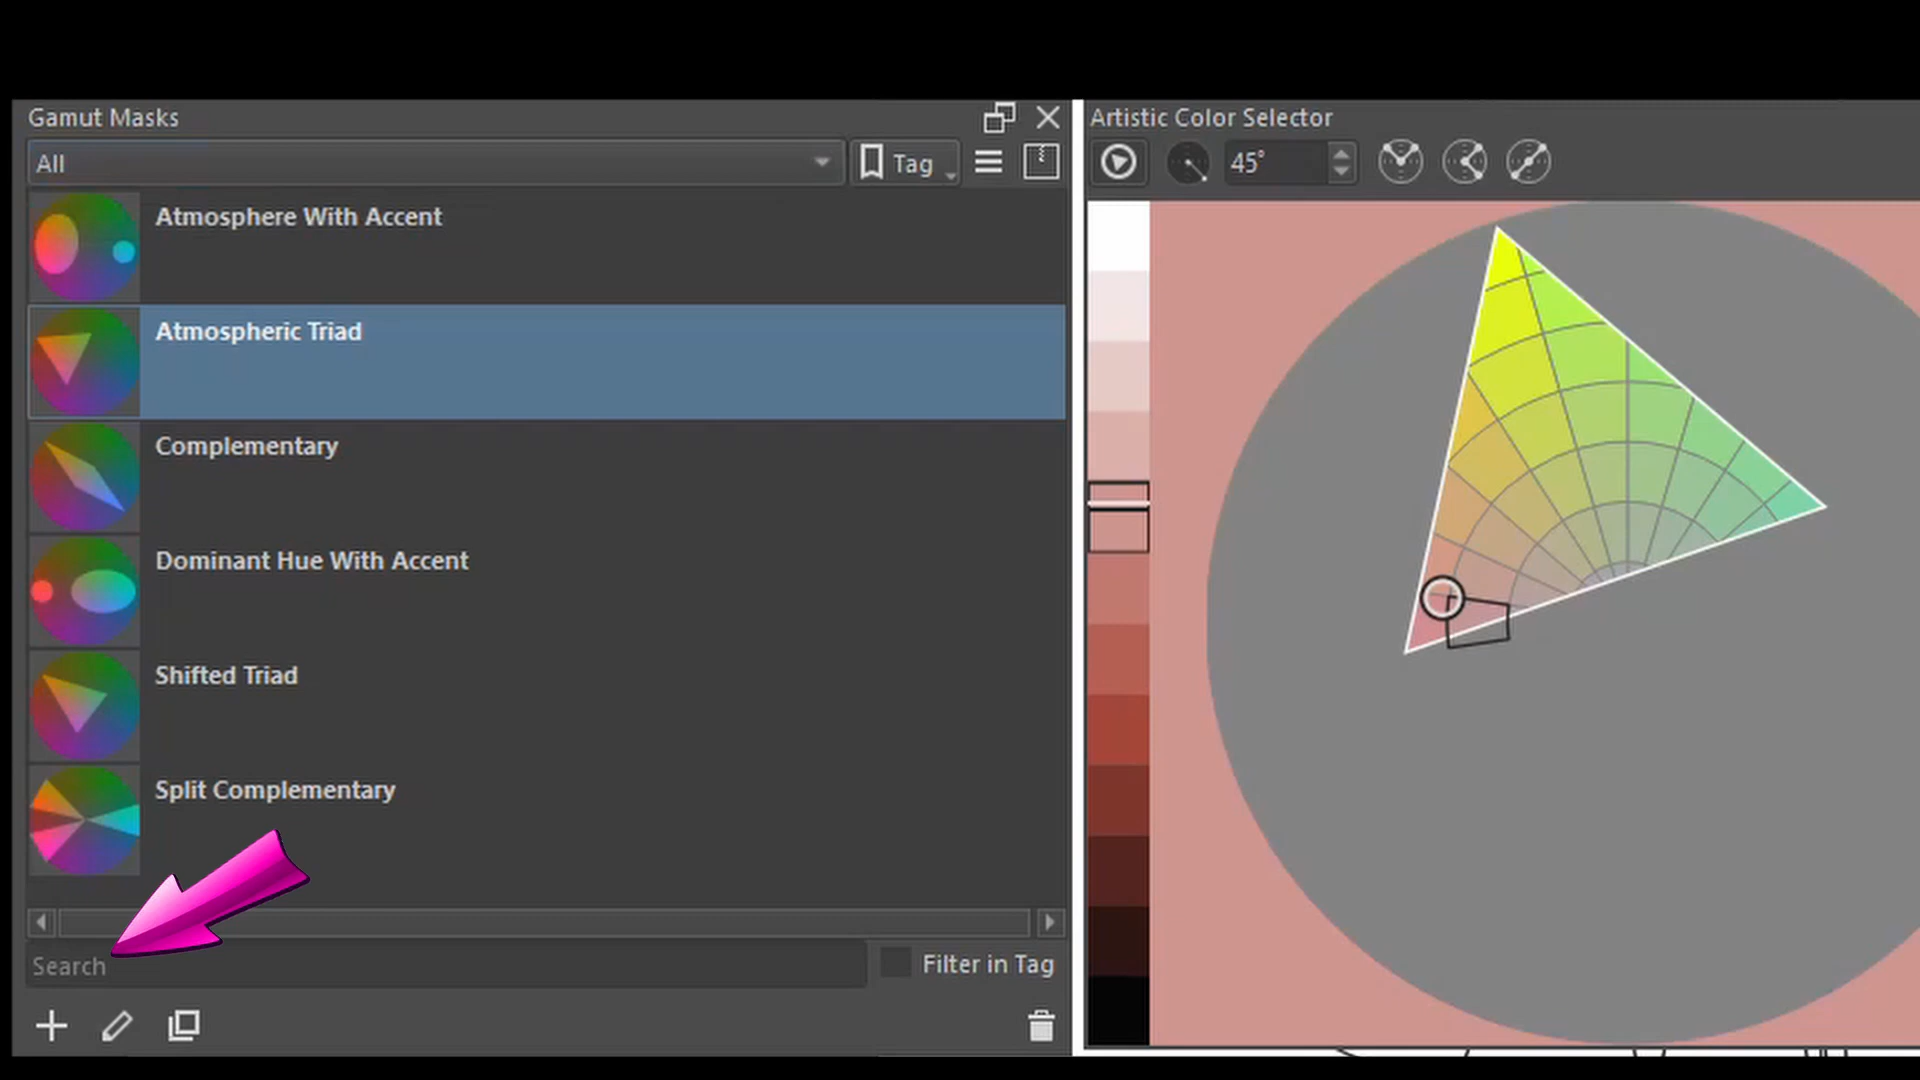 Gamut Masks
All
Tag
Atmosphere With Accent
Atmospheric Triad
Complementary
Dominant Hue With Accent
Shifted Triad
Split Complementary
Search
Filter in Tag
Artistic Color Selector
45°